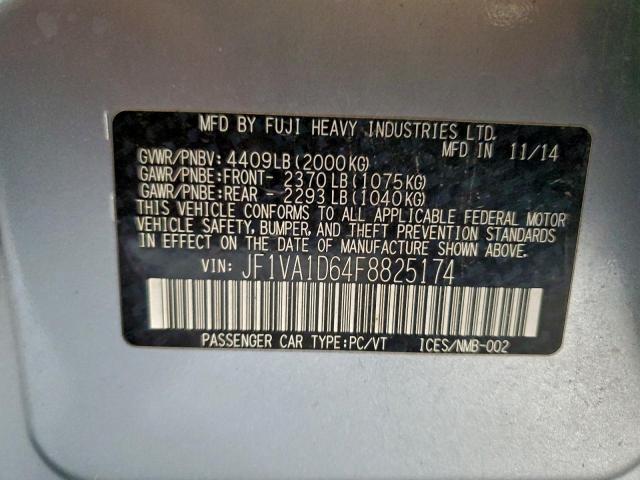 MFD BY FUJI HEAVY INDUSTRIES LTD.
MFD IN 11/14
GVWR/PNBV: 4409LB(2000KG)
GAWR/PNBE:FRONT- 2370LB(1075KG)
GAWR/PNBE:REAR - 2293LB(1040KG)
THIS VEHICLE CONFORMS TO ALL APPLICABLE FEDERAL MOTOR
VEHICLE SAFETY, BUMPER, AND THEFT PREVENTION STANDARDS
IN EFFECT ON THE DATE OF MANUFACTURE SHOWN ABOVE.
VIN: JF1VA1D64F8825174
PASSENGER CAR TYPE:PC/VT ICES/NMB-002